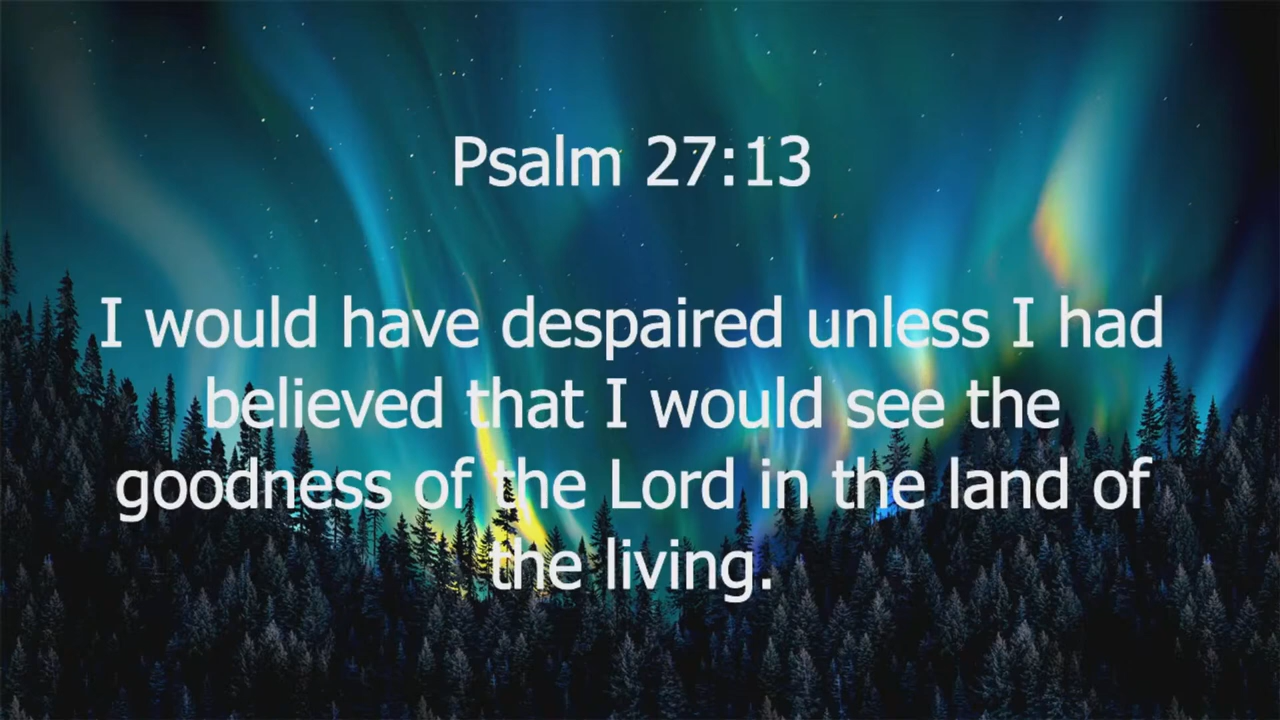 Psalm 27:13
I would have despaired unless I had
believed that I would see the
goodness of the Lord in the land of
the living.